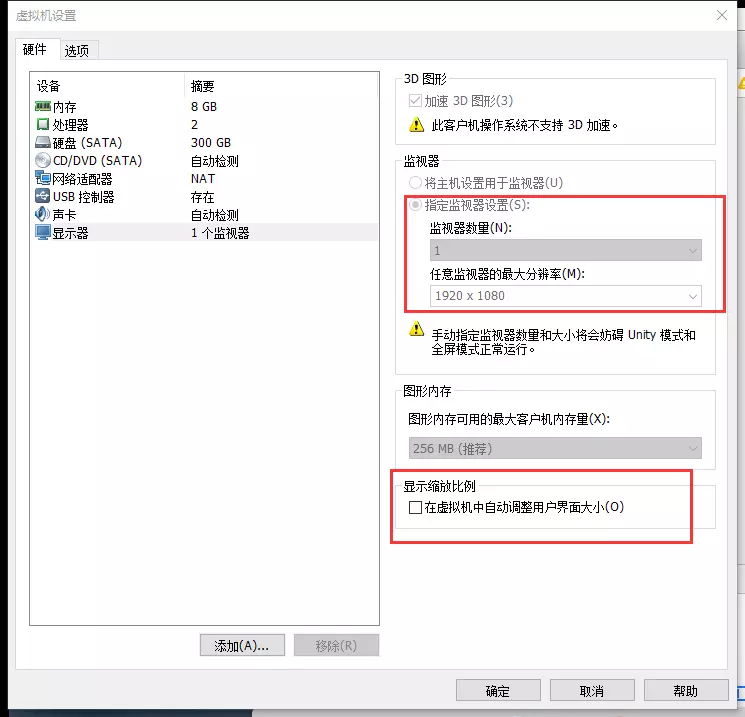 虚拟机设置
硬件 选项
设备 摘要
内存 8 GB
处理器 2
硬盘 (SATA) 300 GB
CD/DVD (SATA) 自动检测
网络适配器 NAT
USB 控制器 存在
声卡 自动检测
显示器 1 个监视器
添加(A)... 移除(R)
3D 图形
加速 3D 图形(3)
此客户机操作系统不支持 3D 加速。
监视器
将主机设置用于监视器(U)
指定监视器设置(S):
监视器数量(N):
1
任意监视器的最大分辨率(M):
1920 x 1080
手动指定监视器数量和大小将会妨碍 Unity 模式和
全屏模式正常运行。
图形内存
图形内存可用的最大客户机内存量(X):
256 MB (推荐)
显示缩放比例
在虚拟机中自动调整用户界面大小(O)
确定 取消 帮助